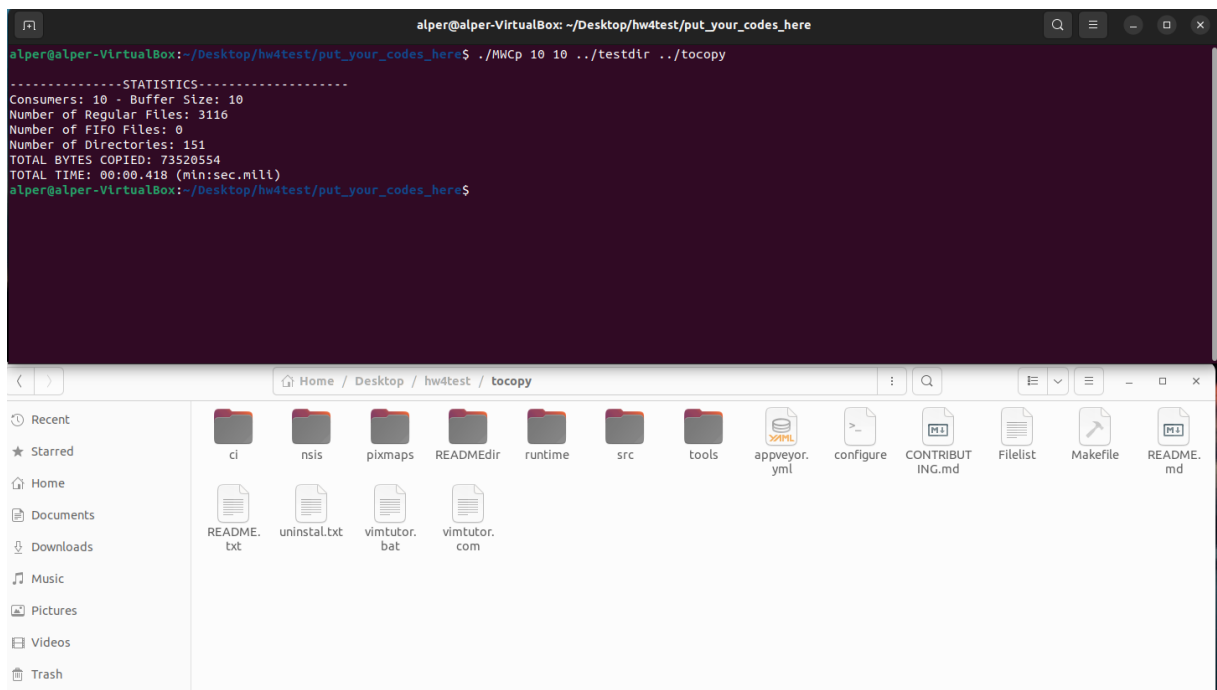 alper@alper-VirtualBox: ~/Desktop/hw4test/put_your_codes_here
alper@alper-VirtualBox:~/Desktop/hw4test/put_your_codes_here$ ./MWCp 10 10 ../testdir ../tocopy
---------------STATISTICS--------------------
Consumers: 10 - Buffer Size: 10
Number of Regular Files: 3116
Number of FIFO Files: 0
Number of Directories: 151
TOTAL BYTES COPIED: 73520554
TOTAL TIME: 00:00.418 (min:sec.mili)
alper@alper-VirtualBox:~/Desktop/hw4test/put_your_codes_here$
Home / Desktop / hw4test / tocopy
Recent
Starred
Home
Documents
Downloads
Music
Pictures
Videos
Trash
ci
nsis
pixmaps
READMEdir
runtime
src
tools
YAML
appveyor.
yml
>_
configure
M↓
CONTRIBUT
ING.md
Filelist
Makefile
M↓
README.
md
README.
txt
uninstal.txt
vimtutor.
bat
vimtutor.
com